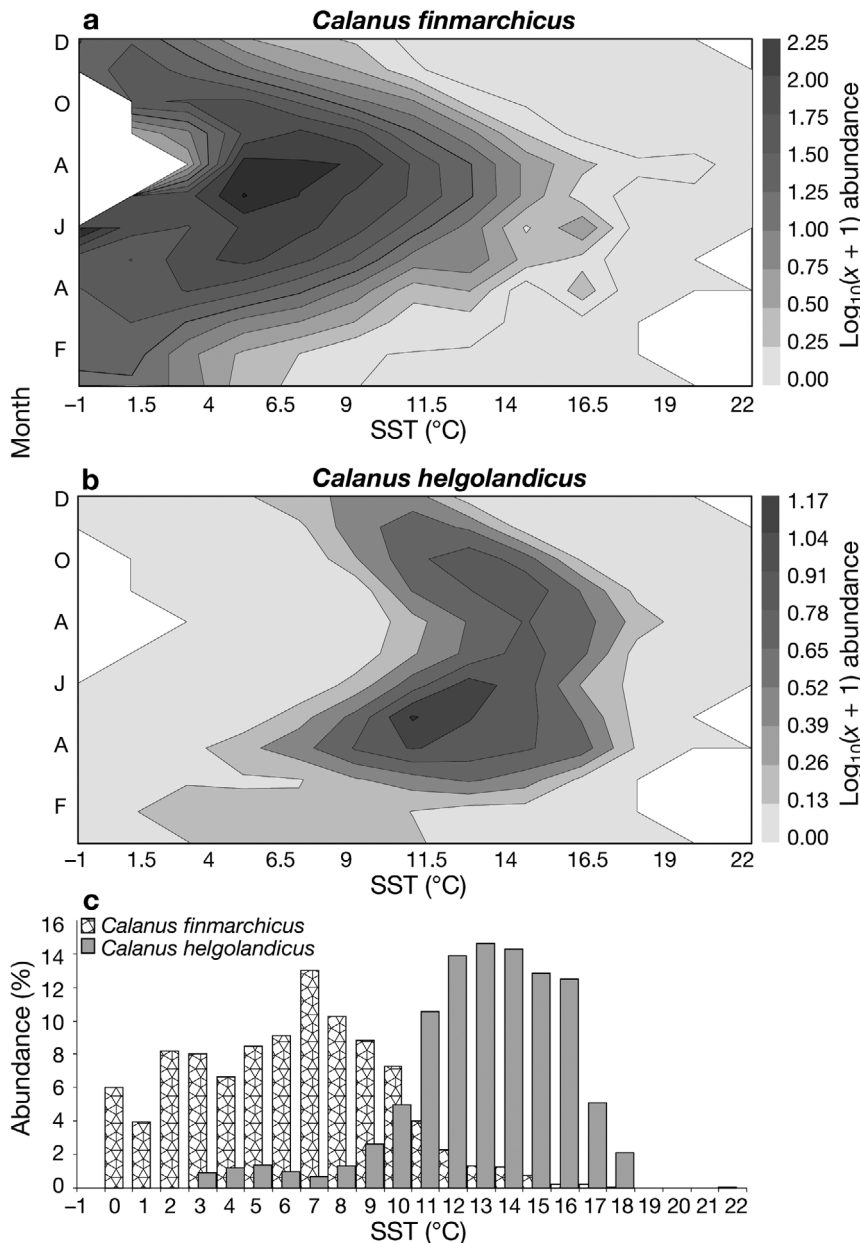 a
Calanus finmarchicus
D
O
A
J
A
F
Month
-1 1.5 4 6.5 9 11.5 14 16.5 19 22
SST (°C)
2.25
2.00
1.75
1.50
1.25
1.00
0.75
0.50
0.25
0.00
Log10(x + 1) abundance
b
Calanus helgolandicus
D
O
A
J
A
F
-1 1.5 4 6.5 9 11.5 14 16.5 19 22
SST (°C)
1.17
1.04
0.91
0.78
0.65
0.52
0.39
0.26
0.13
0.00
Log10(x + 1) abundance
c
Calanus finmarchicus
Calanus helgolandicus
16
14
12
10
8
6
4
2
0
Abundance (%)
-1 0 1 2 3 4 5 6 7 8 9 10 11 12 13 14 15 16 17 18 19 20 21 22
SST (°C)